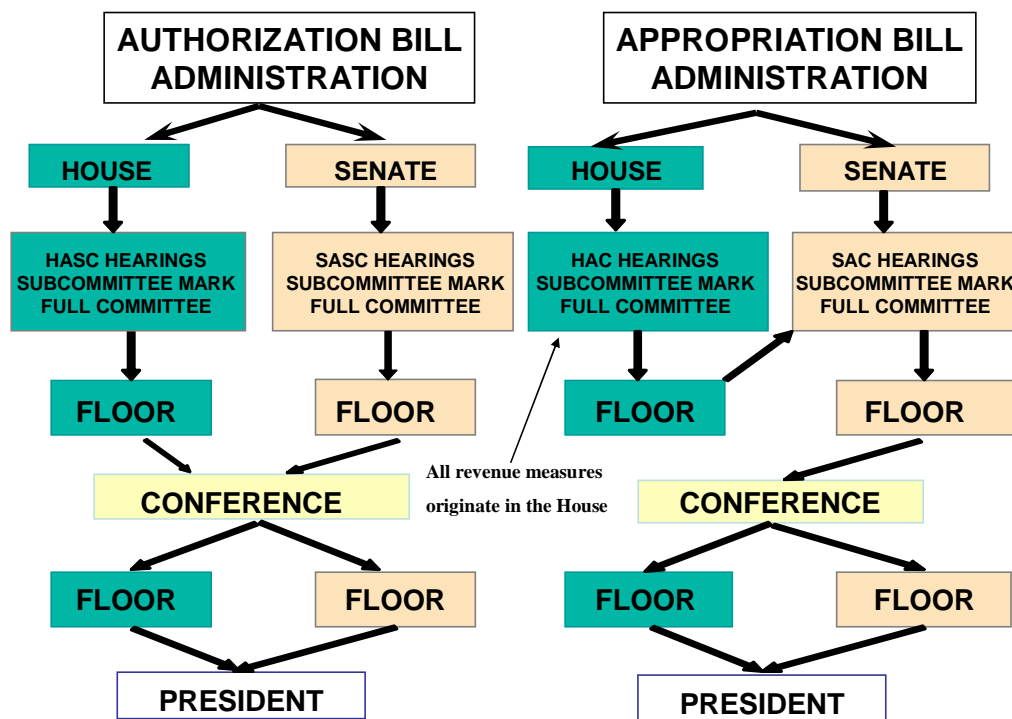 AUTHORIZATION BILL
ADMINISTRATION
HOUSE
SENATE
HASC HEARINGS
SUBCOMMITTEE MARK
FULL COMMITTEE
SASC HEARINGS
SUBCOMMITTEE MARK
FULL COMMITTEE
FLOOR
FLOOR
CONFERENCE
FLOOR
FLOOR
PRESIDENT
APPROPRIATION BILL
ADMINISTRATION
HOUSE
SENATE
HAC HEARINGS
SUBCOMMITTEE MARK
FULL COMMITTEE
SAC HEARINGS
SUBCOMMITTEE MARK
FULL COMMITTEE
FLOOR
FLOOR
All revenue measures
originate in the House
CONFERENCE
FLOOR
FLOOR
PRESIDENT